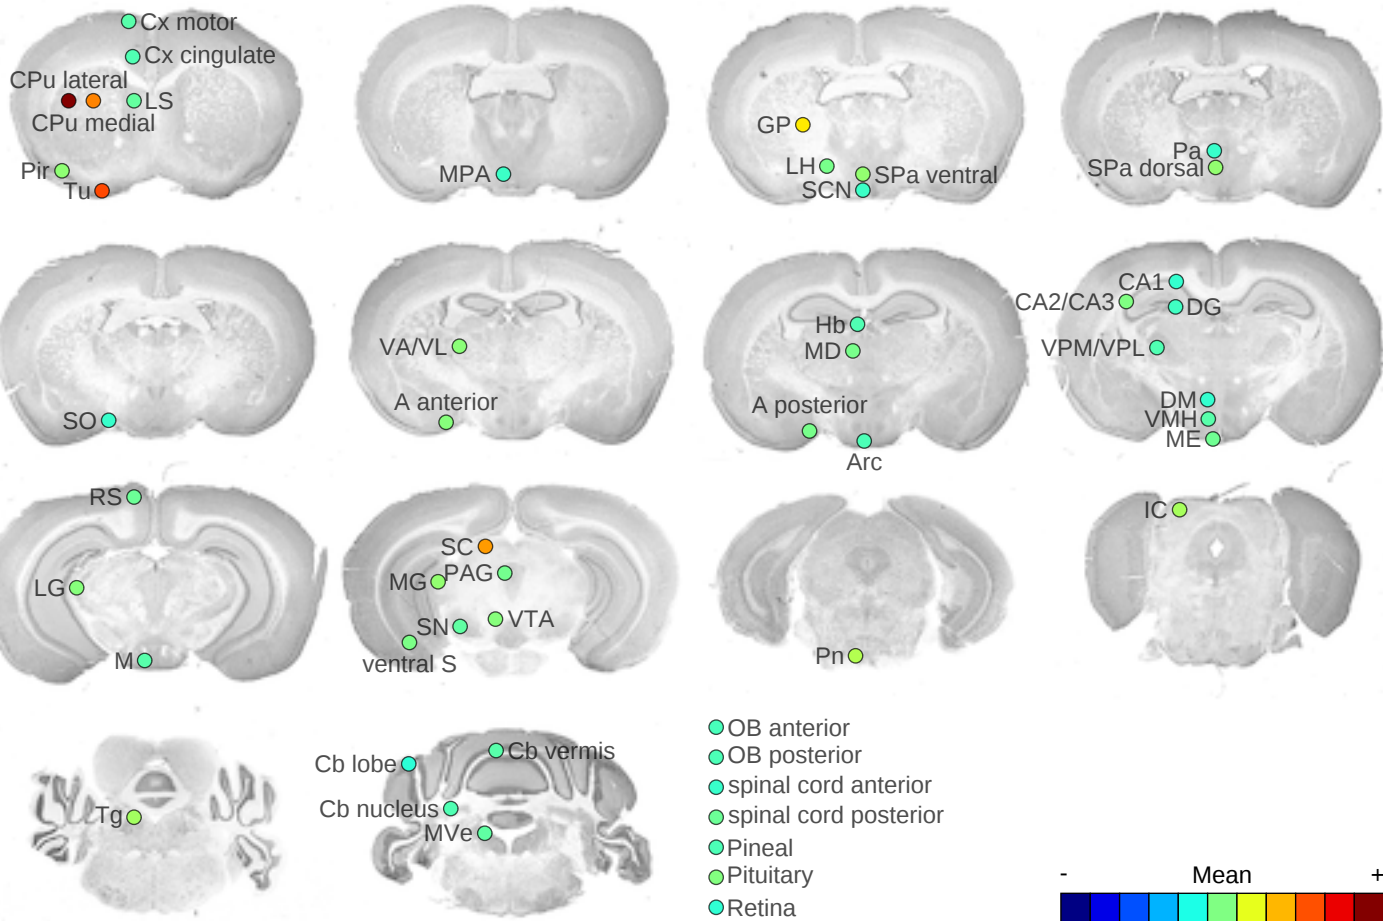 Cx motor
Cx cingulate
CPu lateral
LS
CPu medial
Pir
Tu
MPA
GP
LH
SPa ventral
SCN
Pa
SPa dorsal
SO
VA/VL
A anterior
Hb
MD
A posterior
Arc
CA1
CA2/CA3
DG
VPM/VPL
DM
VMH
ME
RS
LG
M
SC
PAG
MG
VTA
SN
ventral S
Pn
IC
Tg
Cb lobe
Cb vermis
Cb nucleus
MVe
OB anterior
OB posterior
spinal cord anterior
spinal cord posterior
Pineal
Pituitary
Retina
- Mean +